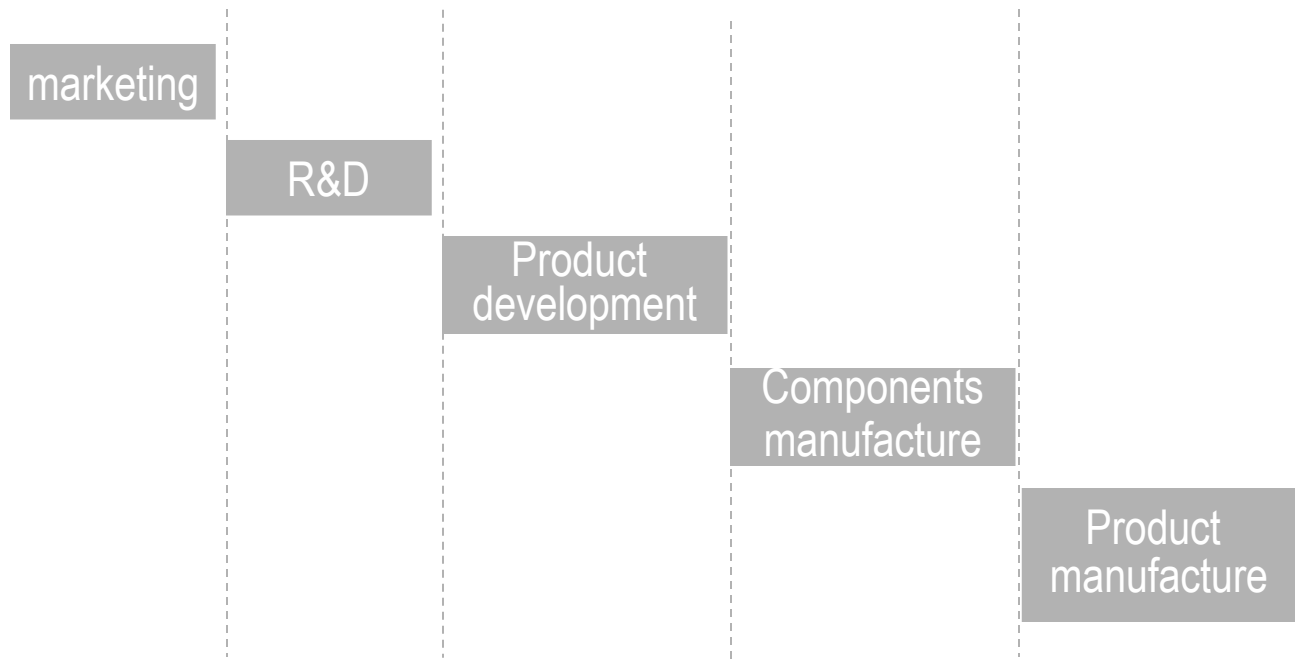 marketing
R&D
Product
development
Components
manufacture
Product
manufacture